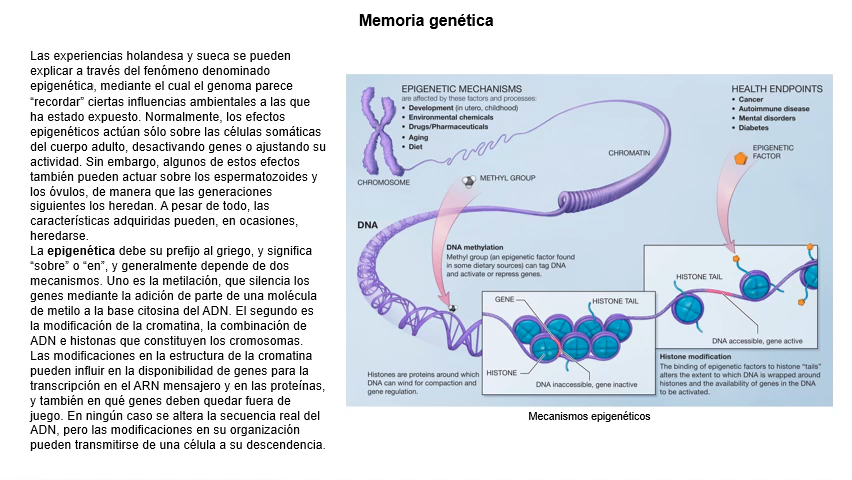 Memoria genética
Las experiencias holandesa y sueca se pueden
explicar a través del fenómeno denominado
epigenética, mediante el cual el genoma parece
“recordar” ciertas influencias ambientales a las que
ha estado expuesto. Normalmente, los efectos
epigenéticos actúan sólo sobre las células somáticas
del cuerpo adulto, desactivando genes o ajustando su
actividad. Sin embargo, algunos de estos efectos
también pueden actuar sobre los espermatozoides y
los óvulos, de manera que las generaciones
siguientes los heredan. A pesar de todo, las
características adquiridas pueden, en ocasiones,
heredarse.
La epigenética debe su prefijo al griego, y significa
“sobre” o “en”, y generalmente depende de dos
mecanismos. Uno es la metilación, que silencia los
genes mediante la adición de parte de una molécula
de metilo a la base citosina del ADN. El segundo es
la modificación de la cromatina, la combinación de
ADN e histonas que constituyen los cromosomas.
Las modificaciones en la estructura de la cromatina
pueden influir en la disponibilidad de genes para la
transcripción en el ARN mensajero y en las proteínas,
y también en qué genes deben quedar fuera de
juego. En ningún caso se altera la secuencia real del
ADN, pero las modificaciones en su organización
pueden transmitirse de una célula a su descendencia.
EPIGENETIC MECHANISMS
are affected by these factors and processes:
• Development (in utero, childhood)
• Environmental chemicals
• Drugs/Pharmaceuticals
• Aging
• Diet
HEALTH ENDPOINTS
• Cancer
• Autoimmune disease
• Mental disorders
• Diabetes
EPIGENETIC
FACTOR
CHROMATIN
CHROMOSOME
METHYL GROUP
DNA
DNA methylation
Methyl group (an epigenetic factor found
in some dietary sources) can tag DNA
and activate or repress genes.
GENE
HISTONE TAIL
HISTONE TAIL
HISTONE
DNA inaccessible, gene inactive
DNA accessible, gene active
Histones are proteins around which
DNA can wind for compaction and
gene regulation.
Histone modification
The binding of epigenetic factors to histone “tails”
alters the extent to which DNA is wrapped around
histones and the availability of genes in the DNA
to be activated.
Mecanismos epigenéticos